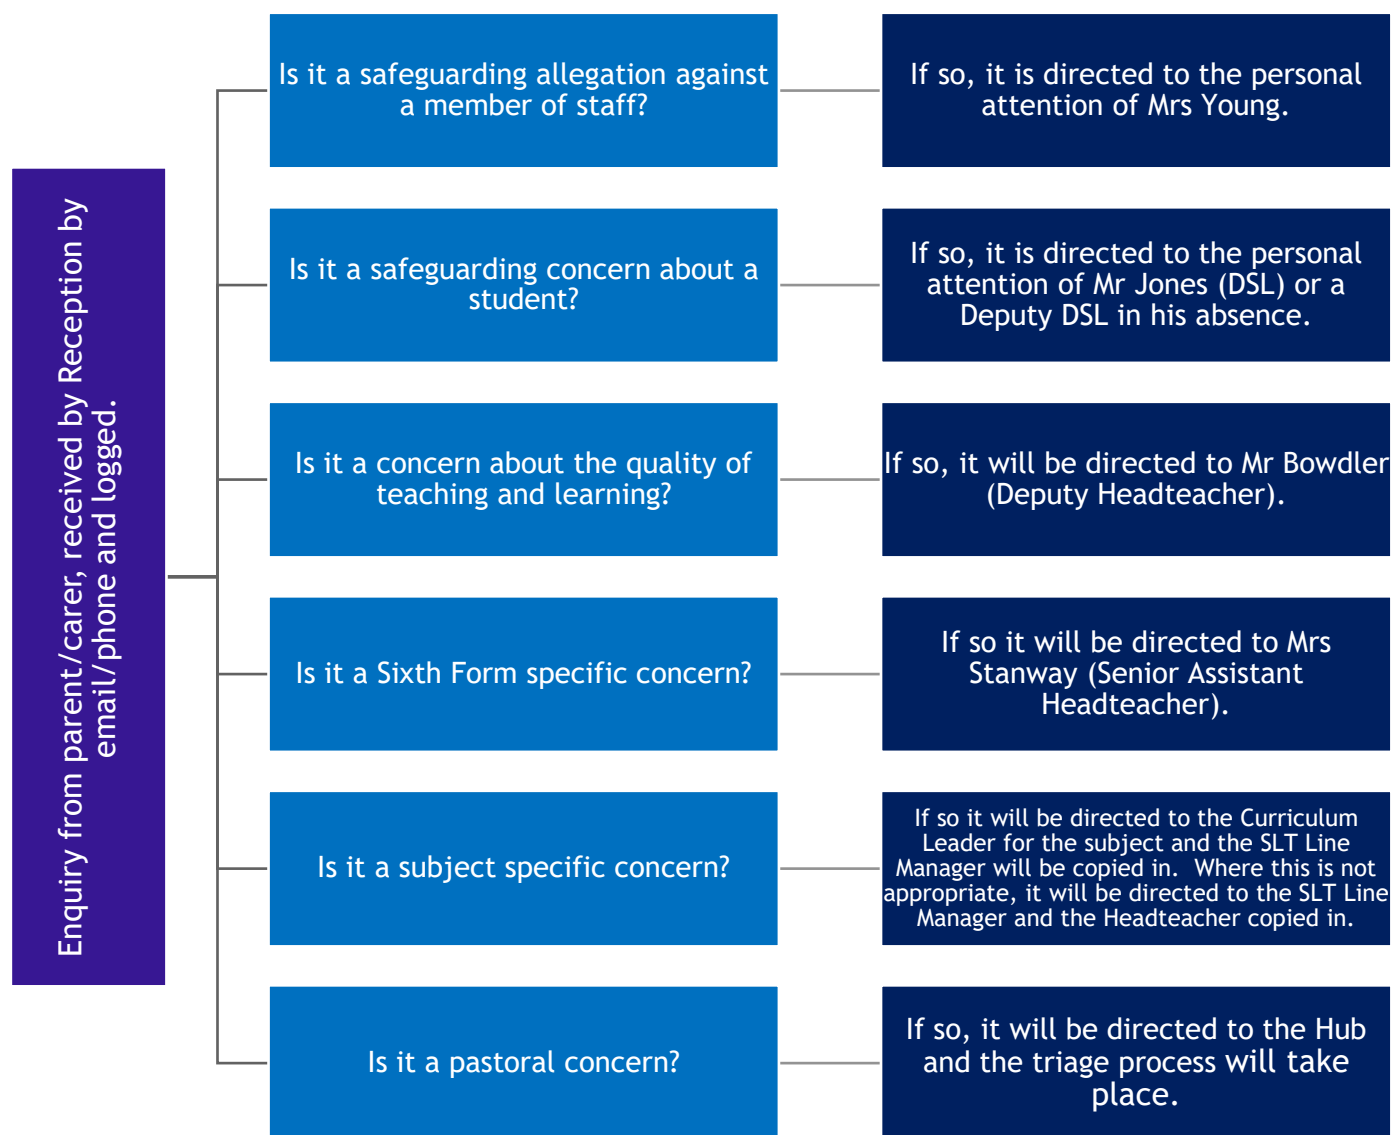 Enquiry from parent/carer, received by Reception by
email/phone and logged.
Is it a safeguarding allegation against
a member of staff?
If so, it is directed to the personal
attention of Mrs Young.
Is it a safeguarding concern about a
student?
If so, it is directed to the personal
attention of Mr Jones (DSL) or a
Deputy DSL in his absence.
Is it a concern about the quality of
teaching and learning?
If so, it will be directed to Mr Bowdler
(Deputy Headteacher).
Is it a Sixth Form specific concern?
If so it will be directed to Mrs
Stanway (Senior Assistant
Headteacher).
Is it a subject specific concern?
If so it will be directed to the Curriculum
Leader for the subject and the SLT Line
Manager will be copied in.  Where this is not
appropriate, it will be directed to the SLT Line
Manager and the Headteacher copied in.
Is it a pastoral concern?
If so, it will be directed to the Hub
and the triage process will take
place.